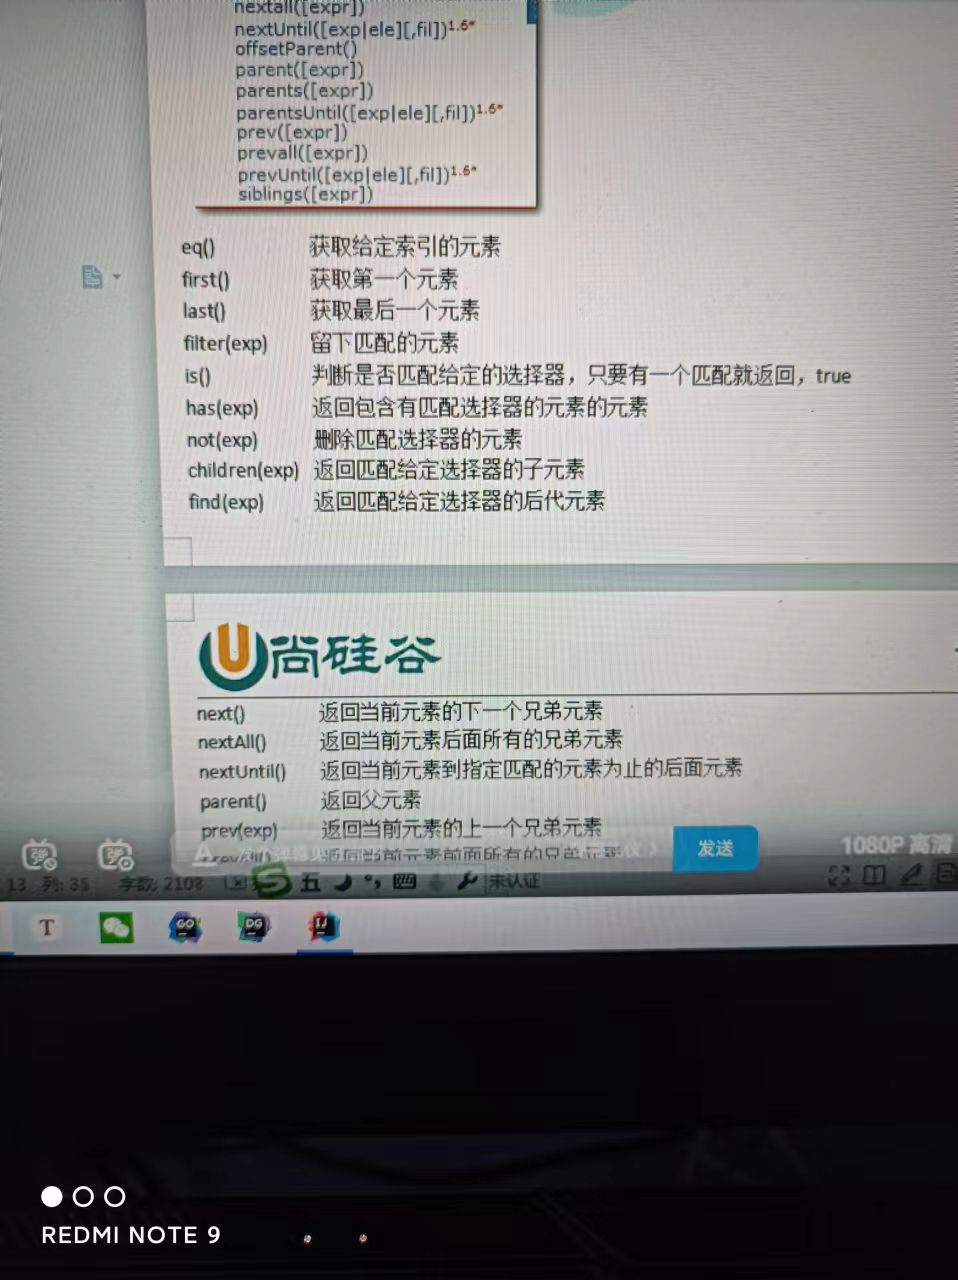 nextall([expr])
nextUntil([exp|ele][,fil])1.6*
offsetParent()
parent([expr])
parents([expr])
parentsUntil([exp|ele][,fil])1.6*
prev([expr])
prevall([expr])
prevUntil([exp|ele][,fil])1.6*
siblings([expr])
eq() 获取给定索引的元素
first() 获取第一个元素
last() 获取最后一个元素
filter(exp) 留下匹配的元素
is() 判断是否匹配给定的选择器，只要有一个匹配就返回，true
has(exp) 返回包含有匹配选择器的元素的元素
not(exp) 删除匹配选择器的元素
children(exp) 返回匹配给定选择器的子元素
find(exp) 返回匹配给定选择器的后代元素
尚硅谷
next() 返回当前元素的下一个兄弟元素
nextAll() 返回当前元素后面所有的兄弟元素
nextUntil() 返回当前元素到指定匹配的元素为止的后面元素
parent() 返回父元素
prev(exp) 返回当前元素的上一个兄弟元素
返回当前元素前面所有的兄弟元素
发送 1080P 高清
13 列: 35 字数: 2108 五 未认证
T GO DG IJ
REDMI NOTE 9